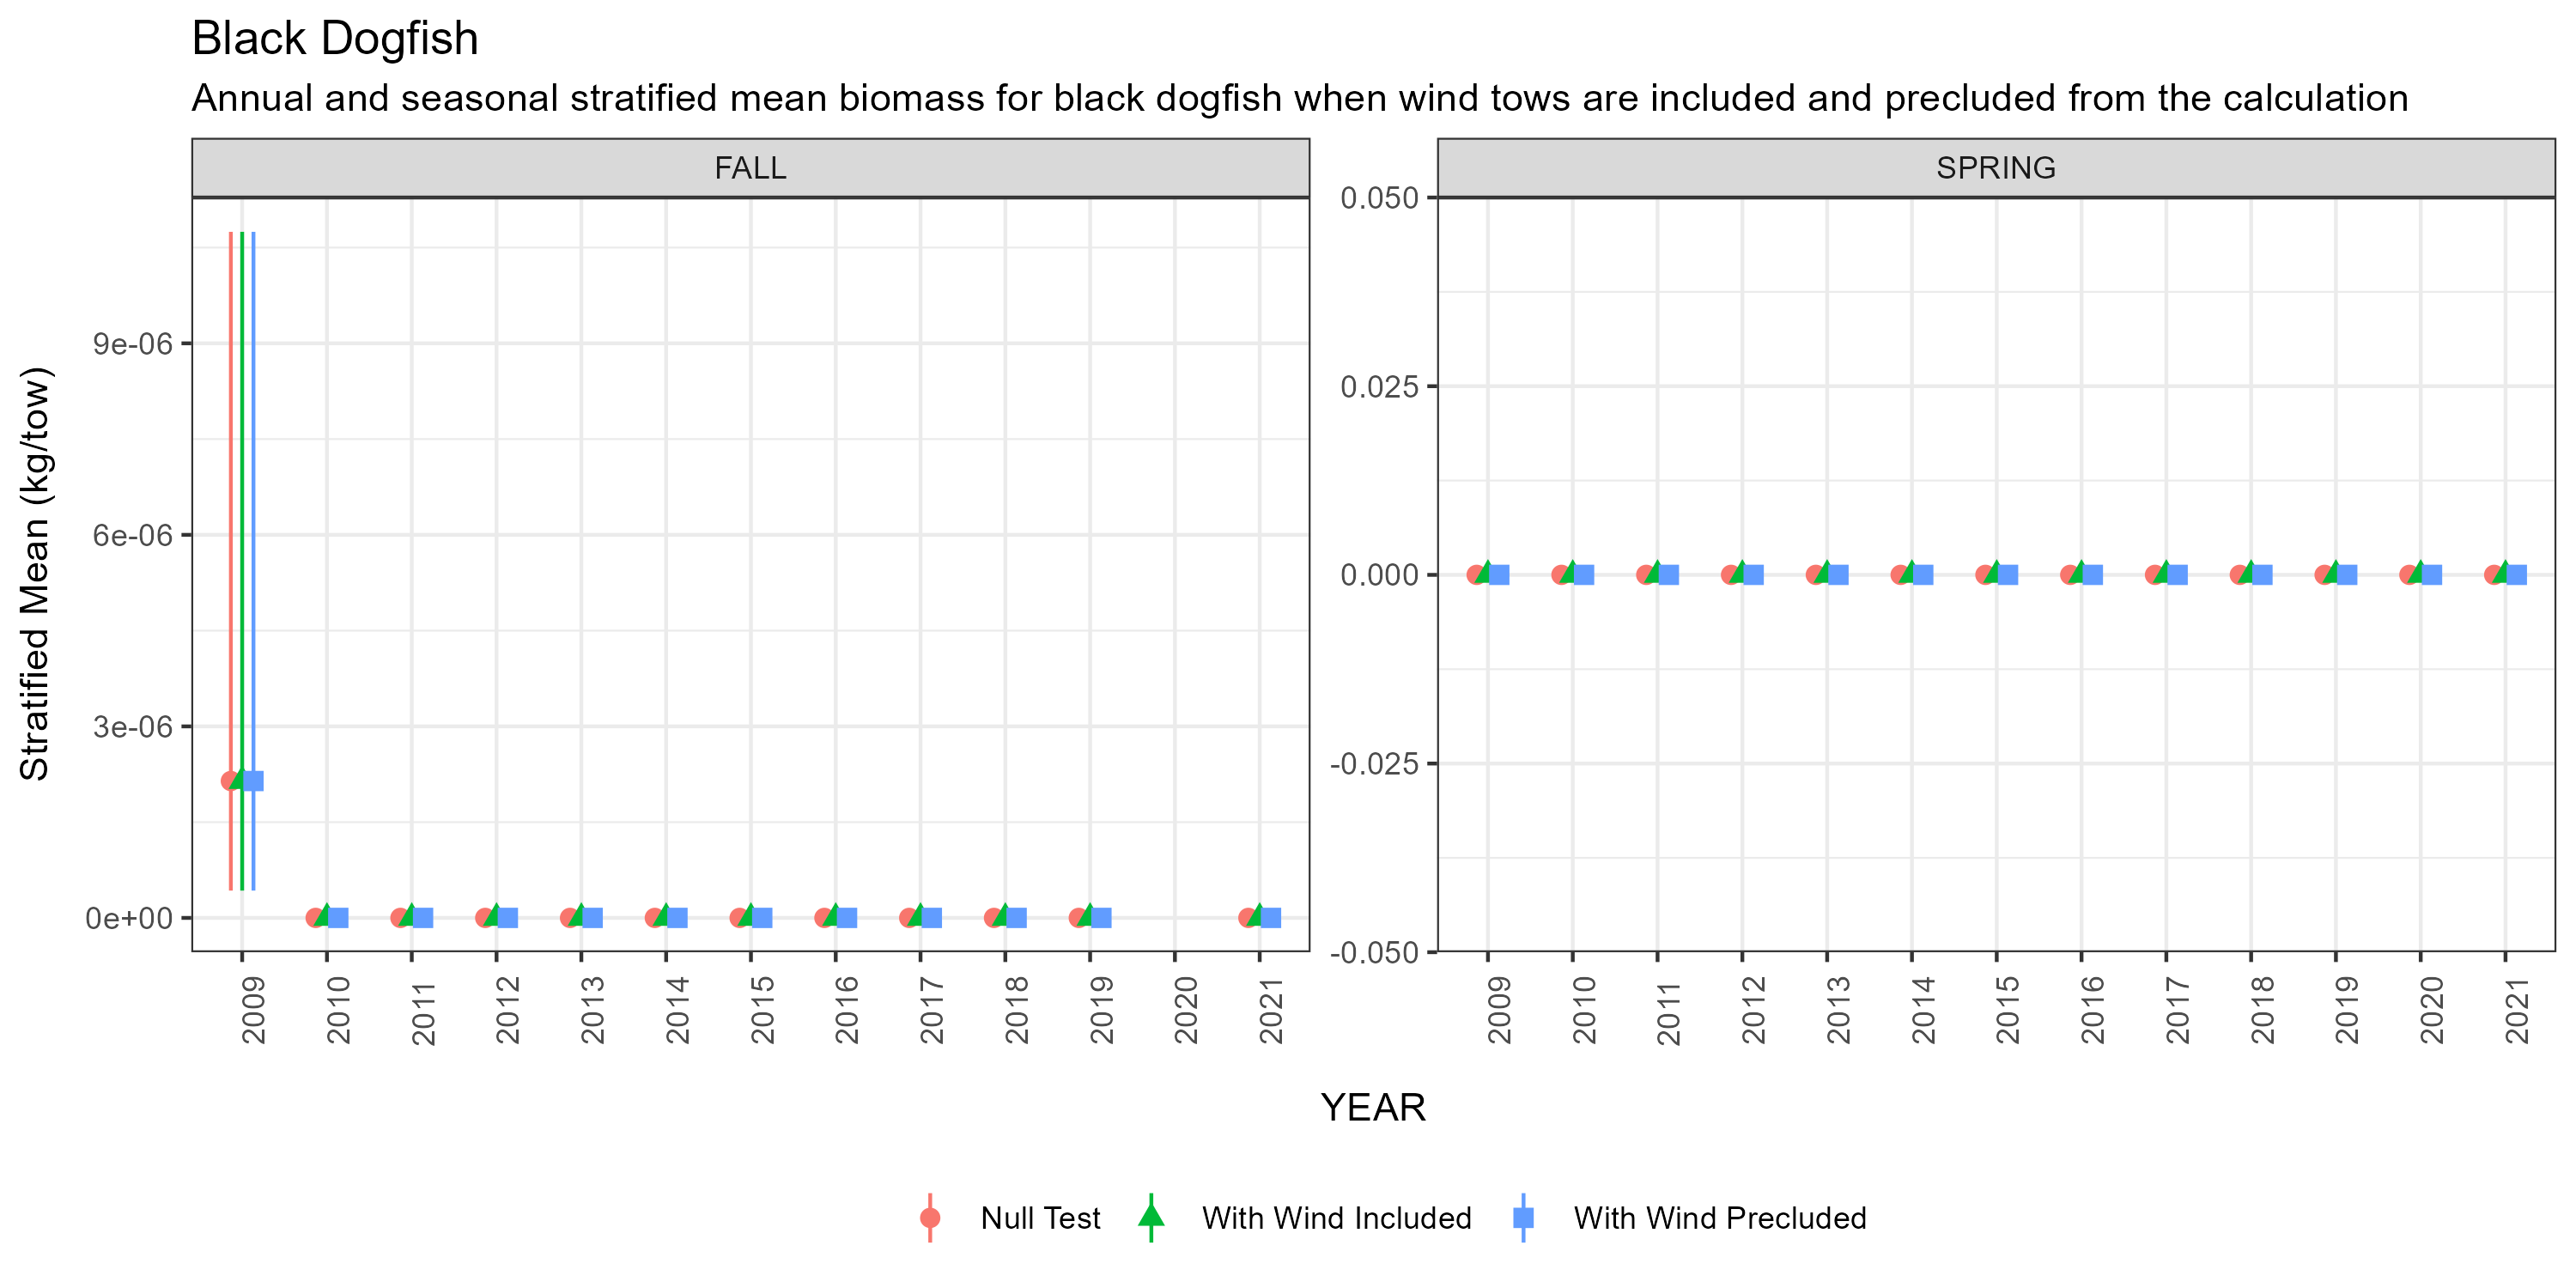 Black Dogfish
Annual and seasonal stratified mean biomass for black dogfish when wind tows are included and precluded from the calculation
FALL
SPRING
Stratified Mean (kg/tow)
9e-06
6e-06
3e-06
0e+00
0.050
0.025
0.000
-0.025
-0.050
2009 2010 2011 2012 2013 2014 2015 2016 2017 2018 2019 2020 2021
2009 2010 2011 2012 2013 2014 2015 2016 2017 2018 2019 2020 2021
YEAR
Null Test With Wind Included With Wind Precluded